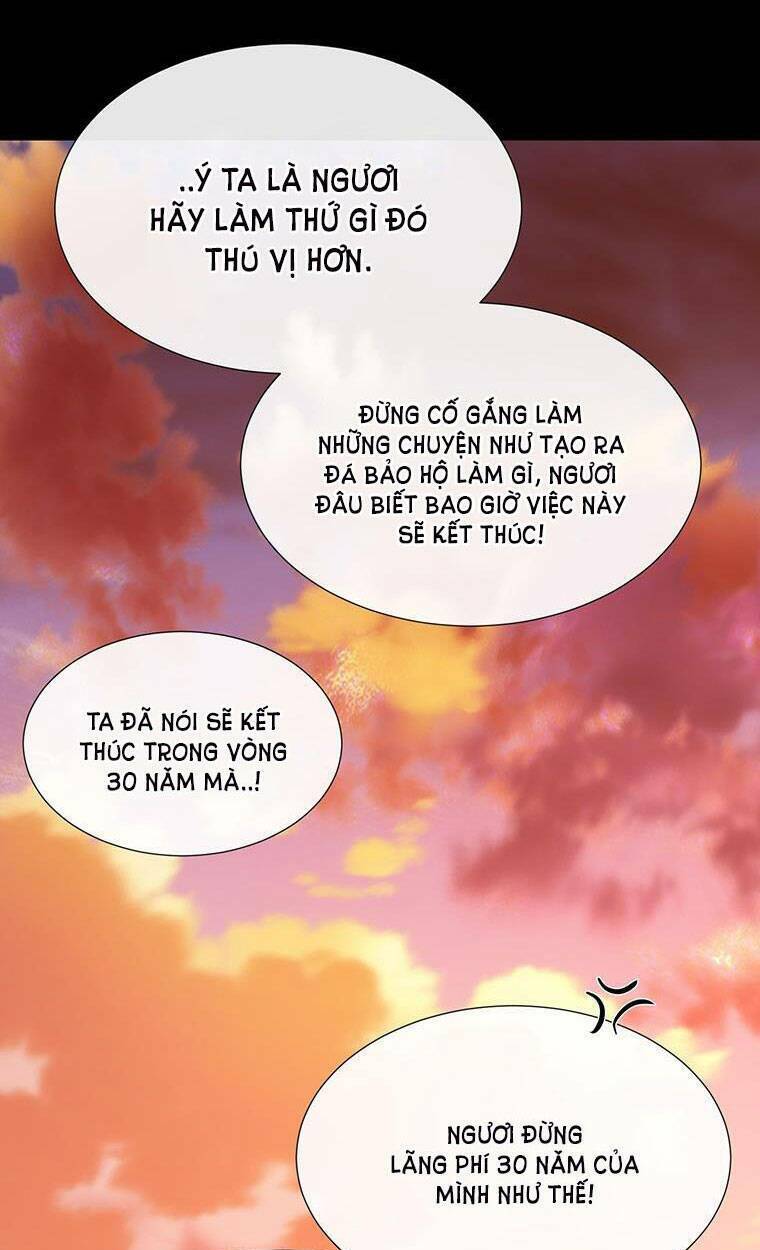 ..Ý TA LÀ NGƯƠI
HÃY LÀM THỨ GÌ ĐÓ
THÚ VỊ HƠN.
ĐỪNG CỐ GẮNG LÀM
NHỮNG CHUYỆN NHƯ TẠO RA
ĐÁ BẢO HỘ LÀM GÌ, NGƯƠI
ĐÂU BIẾT BAO GIỜ VIỆC NÀY
SẼ KẾT THÚC!
TA ĐÃ NÓI SẼ KẾT
THÚC TRONG VÒNG
30 NĂM MÀ..!
NGƯƠI ĐỪNG
LÃNG PHÍ 30 NĂM CỦA
MÌNH NHƯ THẾ!